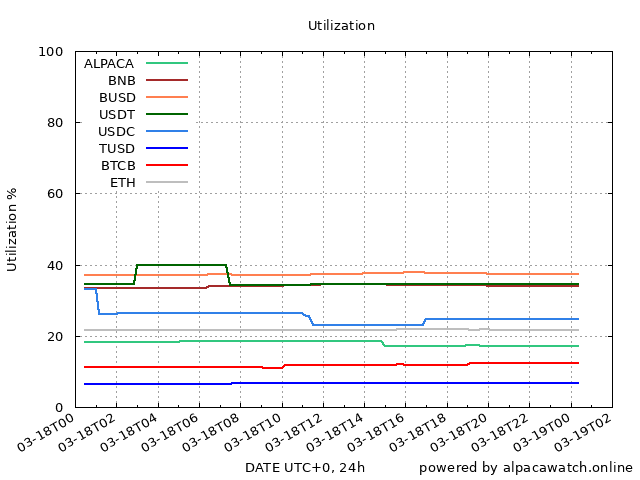 Utilization
100
80
60
40
20
0
Utilization %
ALPACA
BNB
BUSD
USDT
USDC
TUSD
BTCB
ETH
03-18T00
03-18T02
03-18T04
03-18T06
03-18T08
03-18T10
03-18T12
03-18T14
03-18T16
03-18T18
03-18T20
03-18T22
03-19T00
03-19T02
DATE UTC+0, 24h
powered by alpacawatch.online